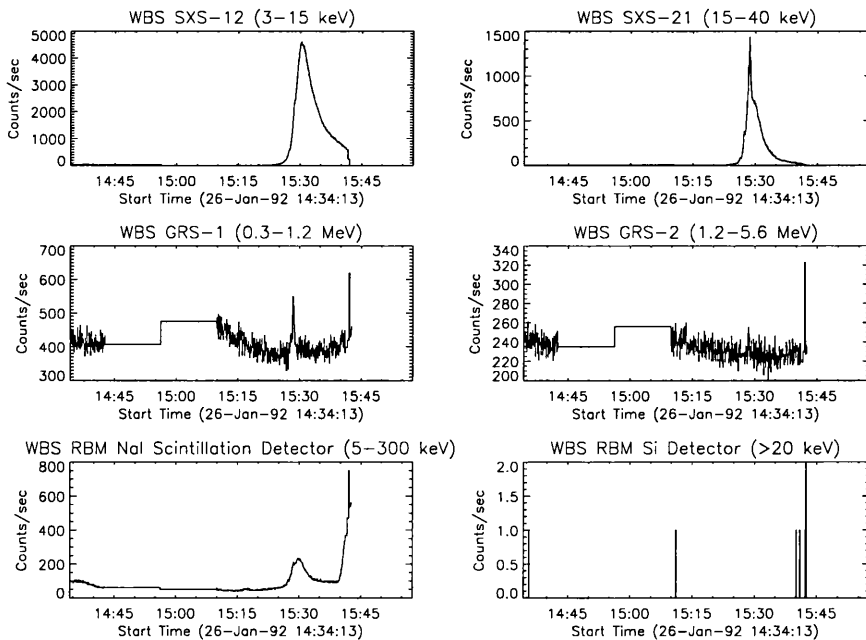 WBS SXS-12 (3-15 keV)
Counts/sec
5000
4000
3000
2000
1000
0
14:45 15:00 15:15 15:30 15:45
Start Time (26-Jan-92 14:34:13)
WBS SXS-21 (15-40 keV)
Counts/sec
1500
1000
500
0
14:45 15:00 15:15 15:30 15:45
Start Time (26-Jan-92 14:34:13)
WBS GRS-1 (0.3-1.2 MeV)
Counts/sec
700
600
500
400
300
14:45 15:00 15:15 15:30 15:45
Start Time (26-Jan-92 14:34:13)
WBS GRS-2 (1.2-5.6 MeV)
Counts/sec
340
320
300
280
260
240
220
200
14:45 15:00 15:15 15:30 15:45
Start Time (26-Jan-92 14:34:13)
WBS RBM NaI Scintillation Detector (5-300 keV)
Counts/sec
800
600
400
200
0
14:45 15:00 15:15 15:30 15:45
Start Time (26-Jan-92 14:34:13)
WBS RBM Si Detector (>20 keV)
Counts/sec
2.0
1.5
1.0
0.5
0.0
14:45 15:00 15:15 15:30 15:45
Start Time (26-Jan-92 14:34:13)